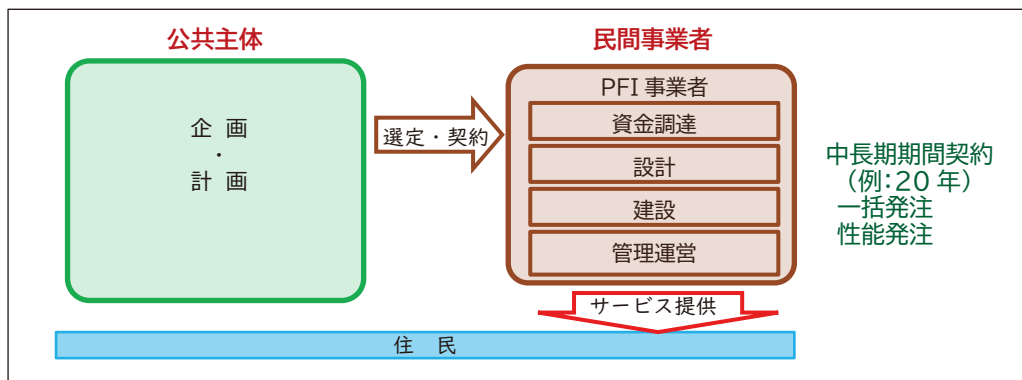 公共主体
企 画
・
計 画
選定・契約
民間事業者
PFI 事業者
資金調達
設計
建設
管理運営
中長期期間契約
(例:20 年)
一括発注
性能発注
サービス提供
住 民